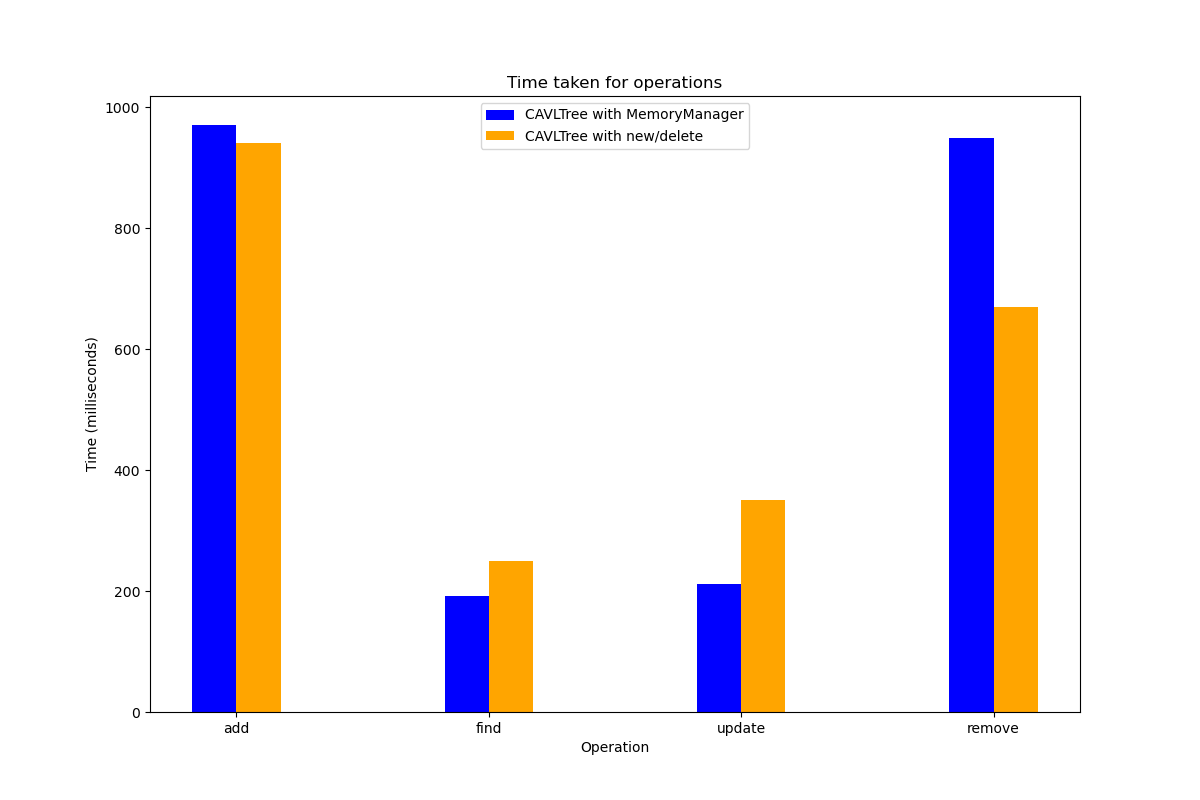 Time taken for operations
CAVLTree with MemoryManager
CAVLTree with new/delete
1000
800
600
400
200
0
Time (milliseconds)
add
find
update
remove
Operation